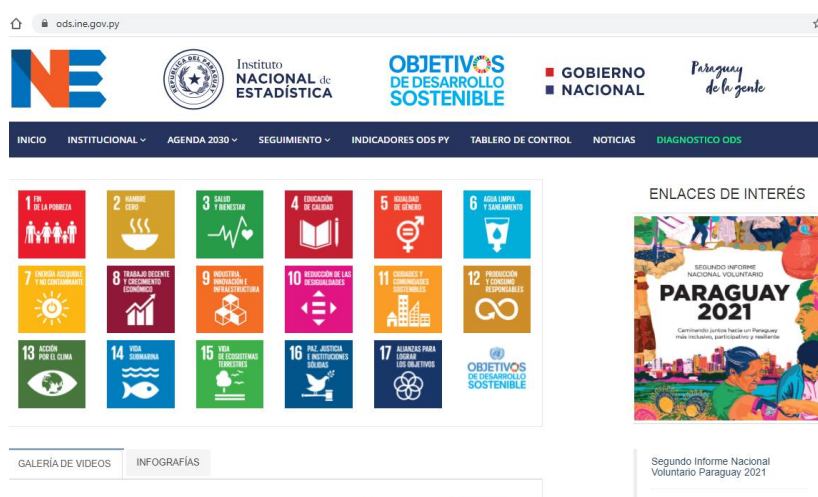 ods.ine.gov.py
NE
REPÚBLICA DEL PARAGUAY
Instituto
NACIONAL de
ESTADÍSTICA
OBJETIVOS
DE DESARROLLO
SOSTENIBLE
GOBIERNO
NACIONAL
Paraguay
de la gente
INICIO INSTITUCIONAL AGENDA 2030 SEGUIMIENTO INDICADORES ODS PY TABLERO DE CONTROL NOTICIAS DIAGNOSTICO ODS
1 FIN
DE LA POBREZA
2 HAMBRE
CERO
3 SALUD
Y BIENESTAR
4 EDUCACIÓN
DE CALIDAD
5 IGUALDAD
DE GÉNERO
6 AGUA LIMPIA
Y SANEAMIENTO
7 ENERGÍA ASEQUIBLE
Y NO CONTAMINANTE
8 TRABAJO DECENTE
Y CRECIMIENTO
ECONÓMICO
9 INDUSTRIA,
INNOVACIÓN E
INFRAESTRUCTURA
10 REDUCCIÓN DE LAS
DESIGUALDADES
11 CIUDADES Y
COMUNIDADES
SOSTENIBLES
12 PRODUCCIÓN
Y CONSUMO
RESPONSABLES
13 ACCIÓN
POR EL CLIMA
14 VIDA
SUBMARINA
15 VIDA
DE ECOSISTEMAS
TERRESTRES
16 PAZ, JUSTICIA
E INSTITUCIONES
SÓLIDAS
17 ALIANZAS PARA
LOGRAR
LOS OBJETIVOS
OBJETIVOS
DE DESARROLLO
SOSTENIBLE
ENLACES DE INTERÉS
SEGUNDO INFORME
NACIONAL VOLUNTARIO
PARAGUAY
2021
Caminando juntos hacia un Paraguay
más inclusivo, participativo y resiliente
GALERÍA DE VIDEOS INFOGRAFÍAS
Segundo Informe Nacional
Voluntario Paraguay 2021